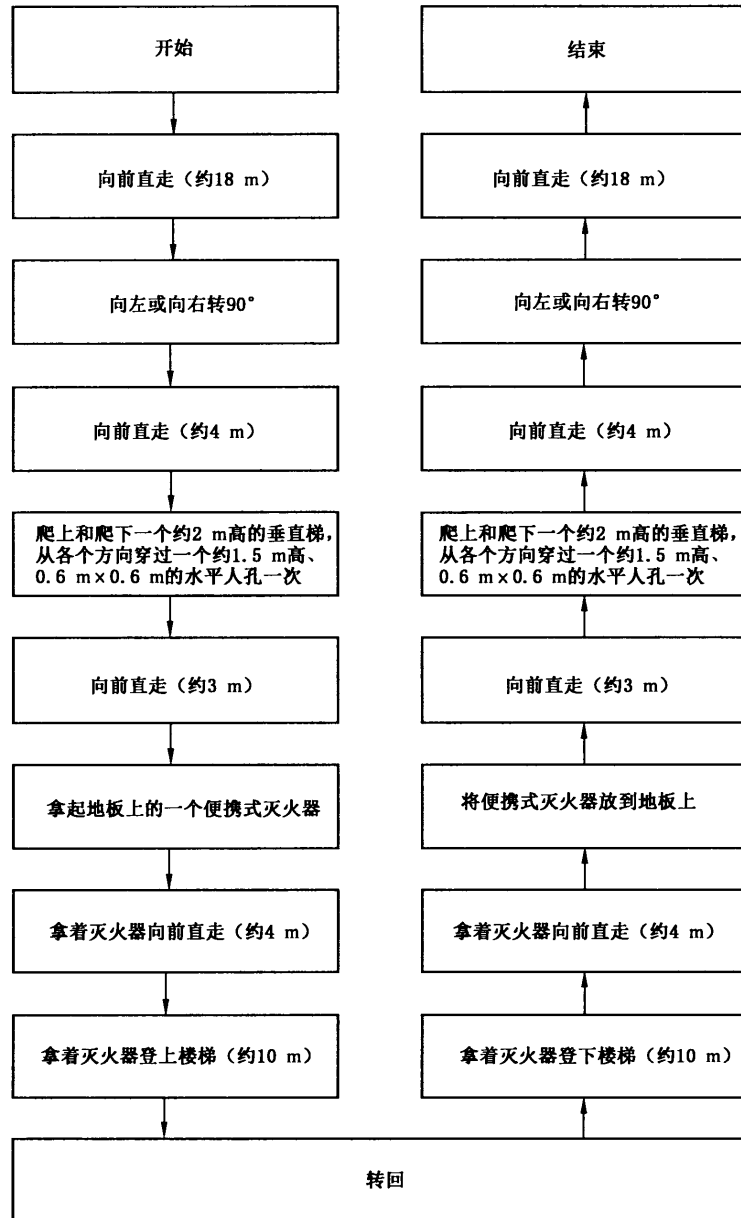 开始
向前直走（约18 m）
向左或向右转90°
向前直走（约4 m）
爬上和爬下一个约2 m高的垂直梯，
从各个方向穿过一个约1.5 m高、
0.6 m×0.6 m的水平人孔一次
向前直走（约3 m）
拿起地板上的一个便携式灭火器
拿着灭火器向前直走（约4 m）
拿着灭火器登上楼梯（约10 m）
转回
拿着灭火器登下楼梯（约10 m）
拿着灭火器向前直走（约4 m）
将便携式灭火器放到地板上
向前直走（约3 m）
爬上和爬下一个约2 m高的垂直梯，
从各个方向穿过一个约1.5 m高、
0.6 m×0.6 m的水平人孔一次
向前直走（约4 m）
向左或向右转90°
向前直走（约18 m）
结束